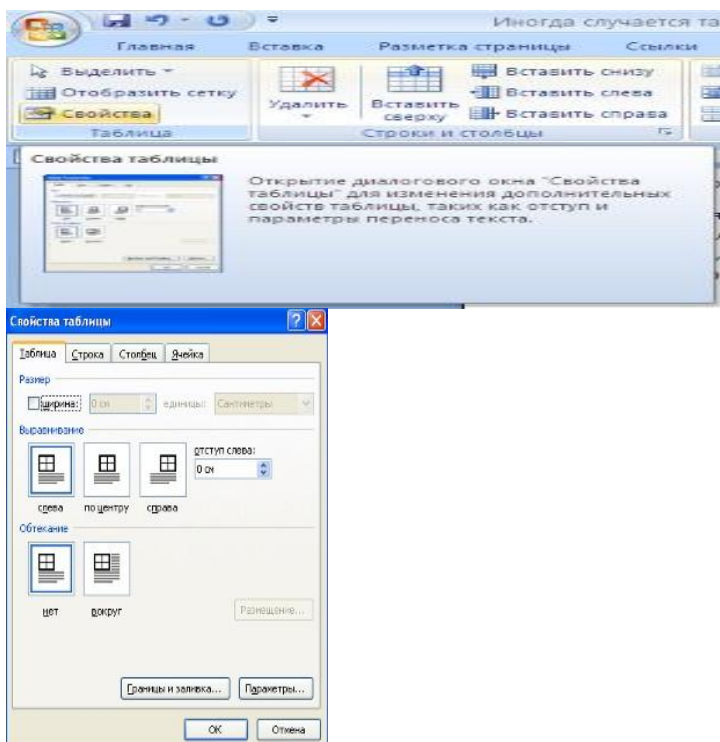 Иногда случается та
Главная Вставка Разметка страницы Ссылки
Выделить
Отобразить сетку
Свойства
Таблица
Удалить
Вставить сверху
Вставить снизу
Вставить слева
Вставить справа
Строки и столбцы
Свойства таблицы
Открытие диалогового окна "Свойства
таблицы" для изменения дополнительных
свойств таблицы, таких как отступ и
параметры переноса текста.
Свойства таблицы
Таблица Строка Столбец Ячейка
Размер
ширина: 0 см единицы: Сантиметры
Выравнивание
отступ слева:
0 см
слева по центру справа
Обтекание
нет вокруг
Размещение...
Границы и заливка... Параметры...
ОК Отмена